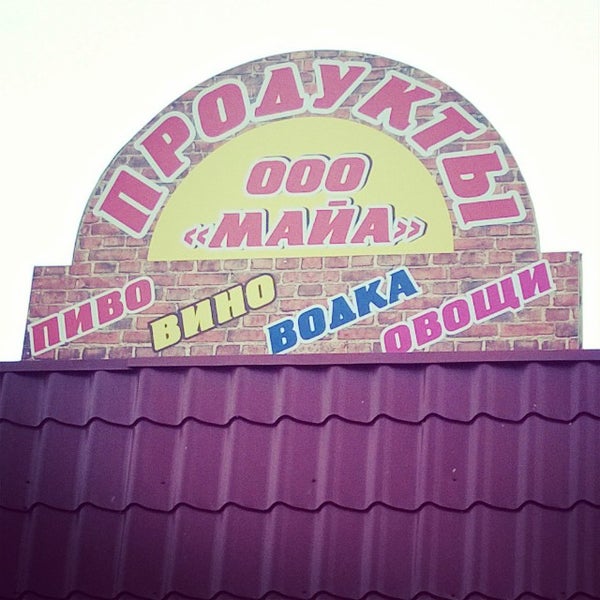 ПРОДУКТЫ
ООО
«МАЙА»
ПИВО ВИНО ВОДКА ОВОЩИ